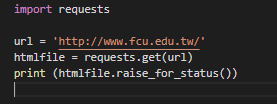 import requests
url = 'http://www.fcu.edu.tw/'
htmlfile = requests.get(url)
print (htmlfile.raise_for_status())